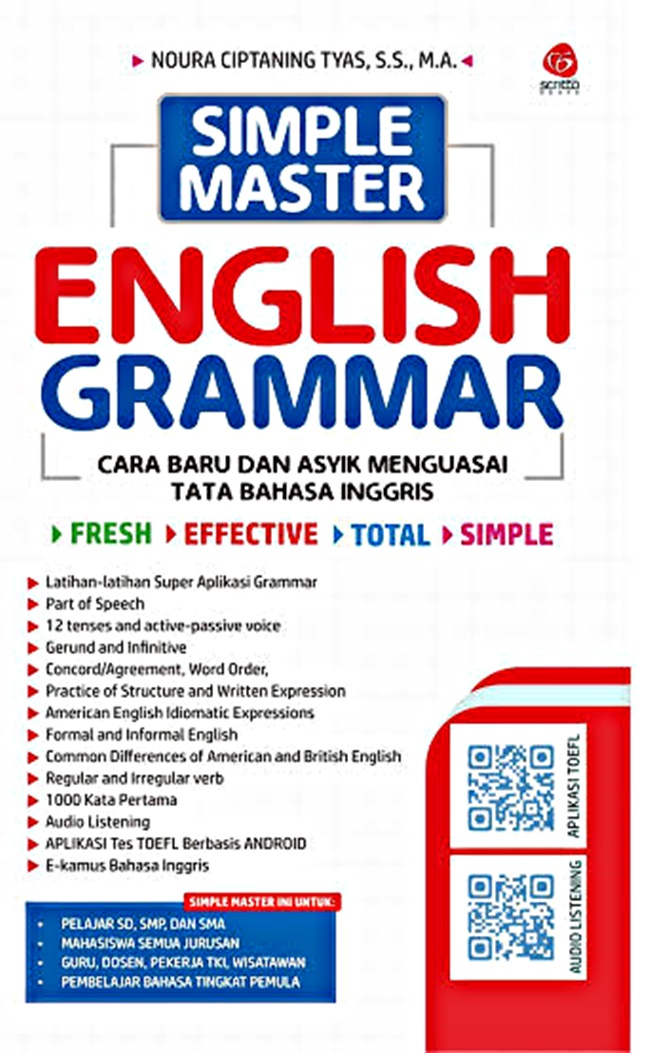 NOURA CIPTANING TYAS, S.S., M.A.
scritto
BOOKS
SIMPLE
MASTER
ENGLISH
GRAMMAR
CARA BARU DAN ASYIK MENGUASAI
TATA BAHASA INGGRIS
FRESH EFFECTIVE TOTAL SIMPLE
Latihan-latihan Super Aplikasi Grammar
Part of Speech
12 tenses and active-passive voice
Gerund and Infinitive
Concord/Agreement, Word Order,
Practice of Structure and Written Expression
American English Idiomatic Expressions
Formal and Informal English
Common Differences of American and British English
Regular and Irregular verb
1000 Kata Pertama
Audio Listening
APLIKASI Tes TOEFL Berbasis ANDROID
E-kamus Bahasa Inggris
SIMPLE MASTER INI UNTUK:
• PELAJAR SD, SMP, DAN SMA
• MAHASISWA SEMUA JURUSAN
• GURU, DOSEN, PEKERJA TKI, WISATAWAN
• PEMBELAJAR BAHASA TINGKAT PEMULA
APLIKASI TOEFL
AUDIO LISTENING